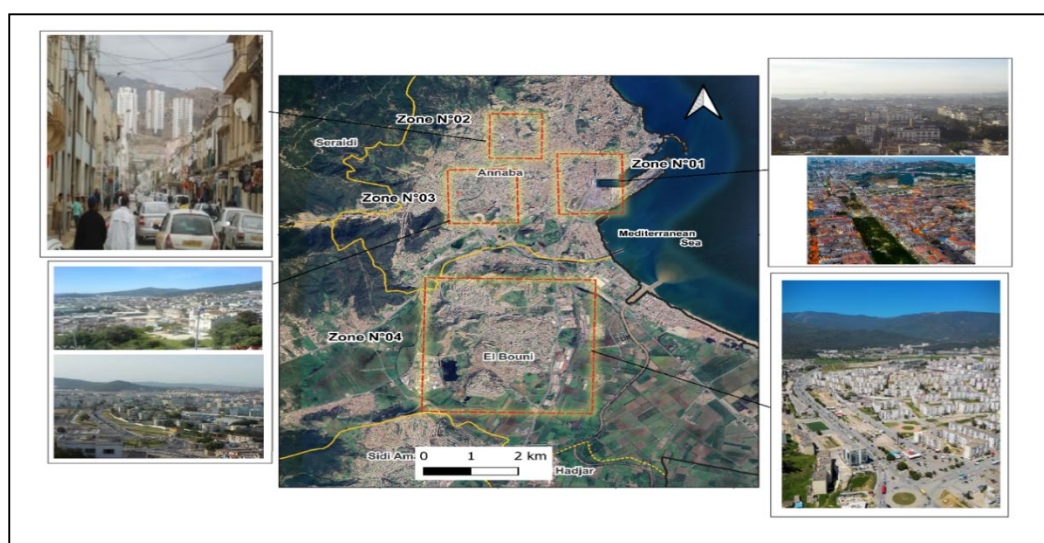 Zone N°02
Seraidi
Zone N°01
Annaba
Zone N°03
Mediterranean
Sea
Zone N°04
El Bouni
Sidi Ama
0 1 2 km
Hadjar